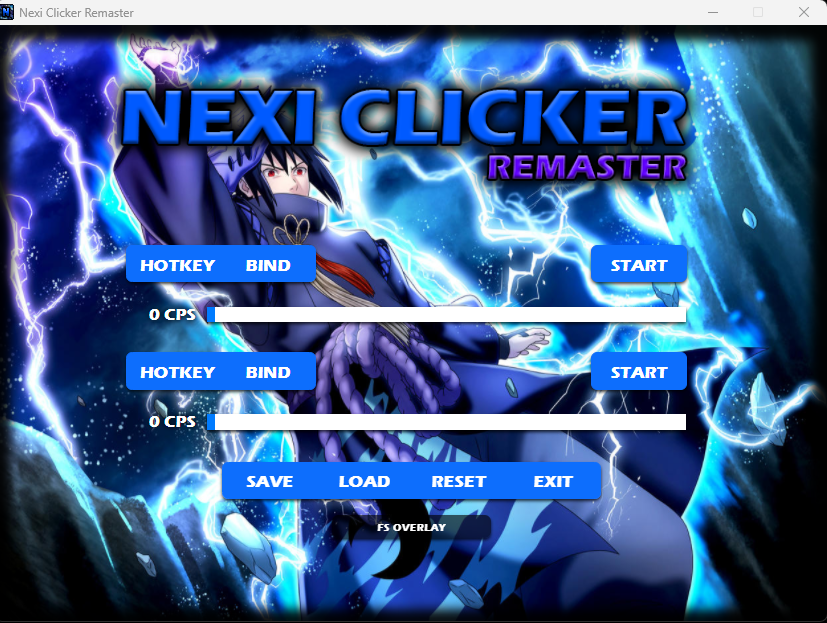 Nexi Clicker Remaster
NEXI CLICKER
REMASTER
HOTKEY BIND START
0 CPS
HOTKEY BIND START
0 CPS
SAVE LOAD RESET EXIT
FS OVERLAY